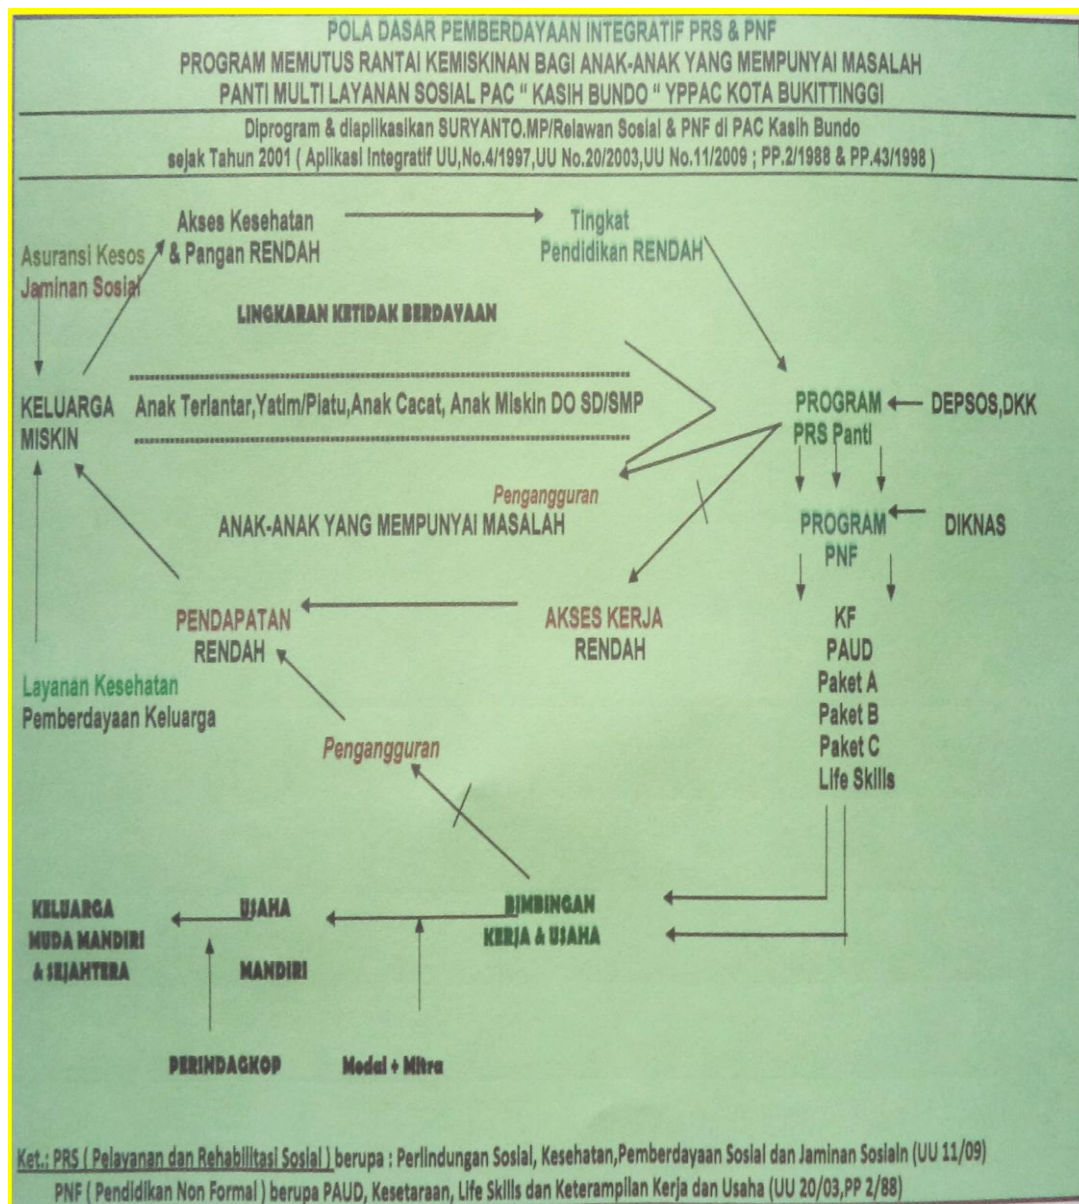 POLA DASAR PEMBERDAYAAN INTEGRATIF PRS & PNF
PROGRAM MEMUTUS RANTAI KEMISKINAN BAGI ANAK-ANAK YANG MEMPUNYAI MASALAH
PANTI MULTI LAYANAN SOSIAL PAC “ KASIH BUNDO “ YPPAC KOTA BUKITTINGGI
Diprogram & diaplikasikan SURYANTO.MP/Relawan Sosial & PNF di PAC Kasih Bundo
sejak Tahun 2001 ( Aplikasi Integratif UU,No.4/1997,UU No.20/2003,UU No.11/2009 ; PP.2/1988 & PP.43/1998 )
Akses Kesehatan
& Pangan RENDAH
Tingkat
Pendidikan RENDAH
Asuransi Kesos
Jaminan Sosial
LINGKARAN KETIDAK BERDAYAAN
KELUARGA
MISKIN
Anak Terlantar,Yatim/Piatu,Anak Cacat, Anak Miskin DO SD/SMP
PROGRAM
PRS Panti
DEPSOS,DKK
Pengangguran
ANAK-ANAK YANG MEMPUNYAI MASALAH
PROGRAM
PNF
DIKNAS
PENDAPATAN
RENDAH
AKSES KERJA
RENDAH
KF
PAUD
Paket A
Paket B
Paket C
Life Skills
Layanan Kesehatan
Pemberdayaan Keluarga
Pengangguran
BIMBINGAN
KERJA & USAHA
USAHA
MANDIRI
KELUARGA
MUDA MANDIRI
& SEJAHTERA
PERINDAGKOP
Modal + Mitra
Ket.: PRS ( Pelayanan dan Rehabilitasi Sosial ) berupa : Perlindungan Sosial, Kesehatan,Pemberdayaan Sosial dan Jaminan Sosialn (UU 11/09)
PNF ( Pendidikan Non Formal ) berupa PAUD, Kesetaraan, Life Skills dan Keterampilan Kerja dan Usaha (UU 20/03,PP 2/88)